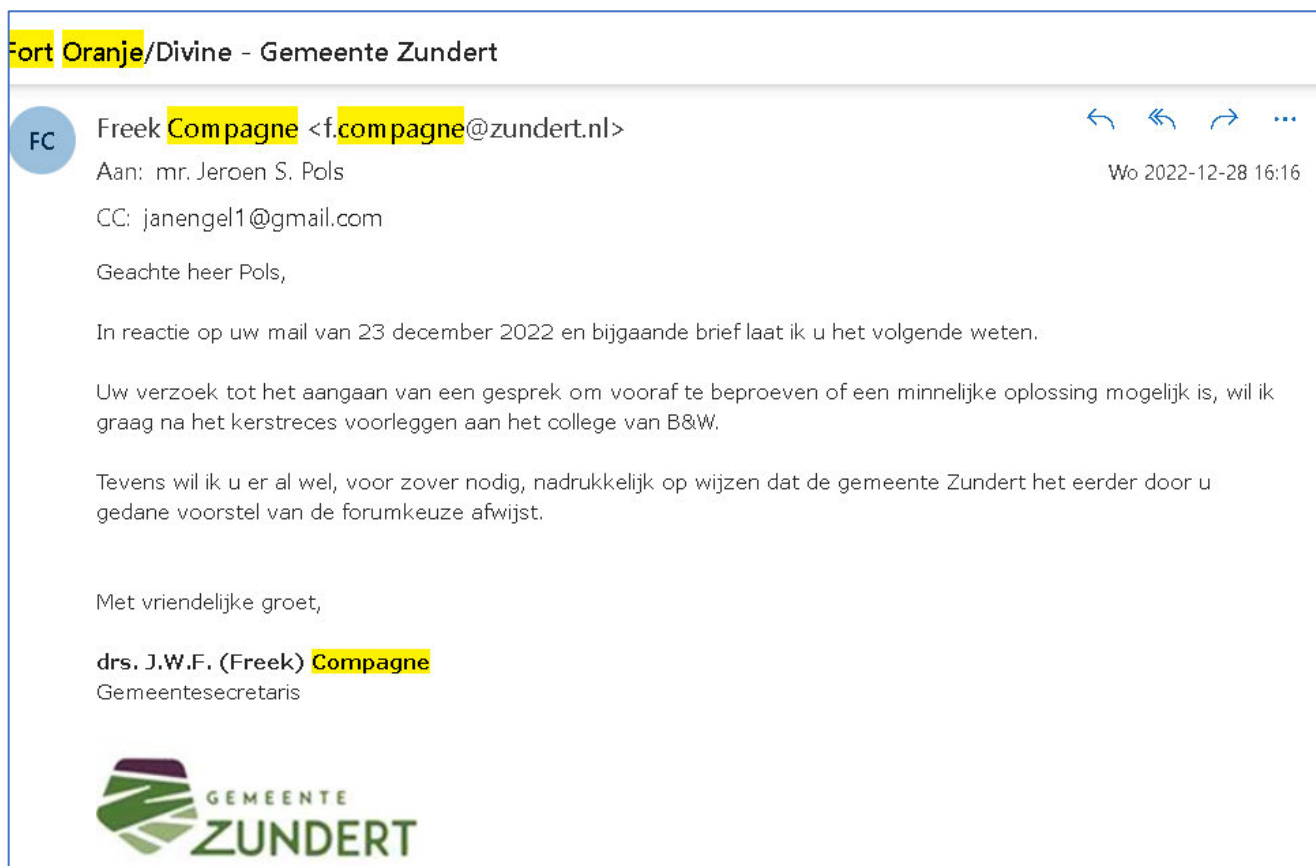 Fort Oranje/Divine - Gemeente Zundert
FC
Freek Compagne <f.compagne@zundert.nl>
Aan: mr. Jeroen S. Pols
Wo 2022-12-28 16:16
CC: janengel1@gmail.com
Geachte heer Pols,
In reactie op uw mail van 23 december 2022 en bijgaande brief laat ik u het volgende weten.
Uw verzoek tot het aangaan van een gesprek om vooraf te beproeven of een minnelijke oplossing mogelijk is, wil ik
graag na het kerstreces voorleggen aan het college van B&W.
Tevens wil ik u er al wel, voor zover nodig, nadrukkelijk op wijzen dat de gemeente Zundert het eerder door u
gedane voorstel van de forumkeuze afwijst.
Met vriendelijke groet,
drs. J.W.F. (Freek) Compagne
Gemeentesecretaris
GEMEENTE
ZUNDERT